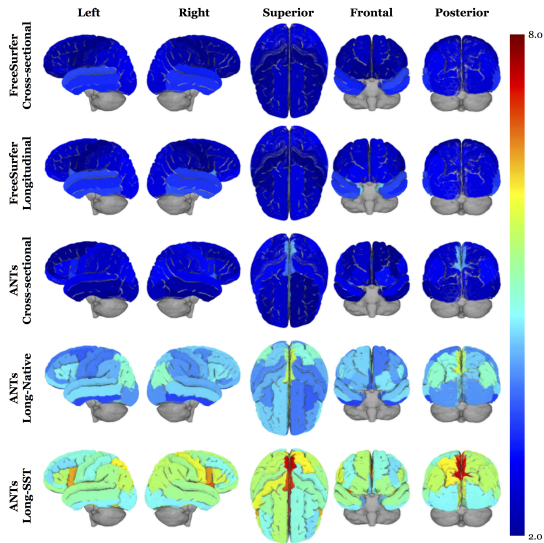 Left Right Superior Frontal Posterior
FreeSurfer
Cross-sectional
FreeSurfer
Longitudinal
ANTs
Cross-sectional
ANTs
Long-Native
ANTs
Long-SST
8.0
2.0